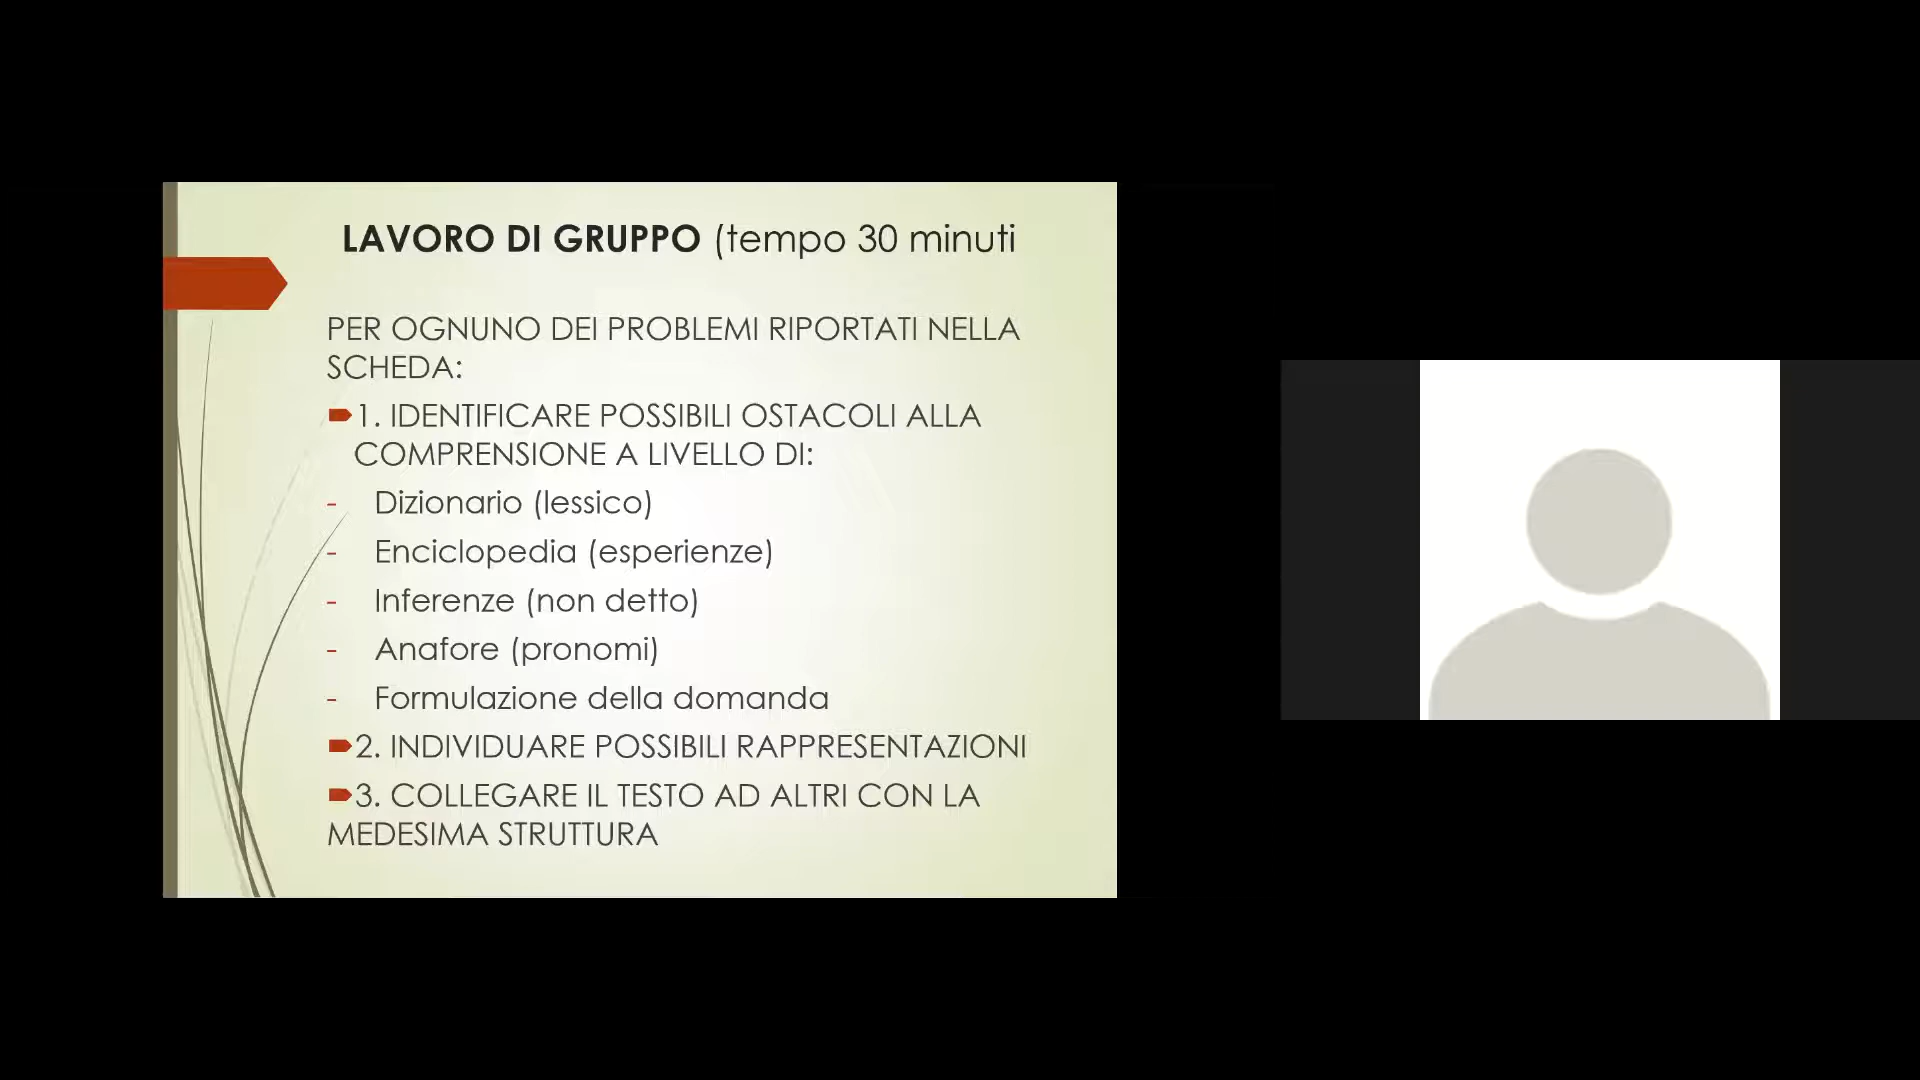 LAVORO DI GRUPPO (tempo 30 minuti
PER OGNUNO DEI PROBLEMI RIPORTATI NELLA
SCHEDA:
1. IDENTIFICARE POSSIBILI OSTACOLI ALLA
COMPRENSIONE A LIVELLO DI:
- Dizionario (lessico)
- Enciclopedia (esperienze)
- Inferenze (non detto)
- Anafore (pronomi)
- Formulazione della domanda
2. INDIVIDUARE POSSIBILI RAPPRESENTAZIONI
3. COLLEGARE IL TESTO AD ALTRI CON LA
MEDESIMA STRUTTURA